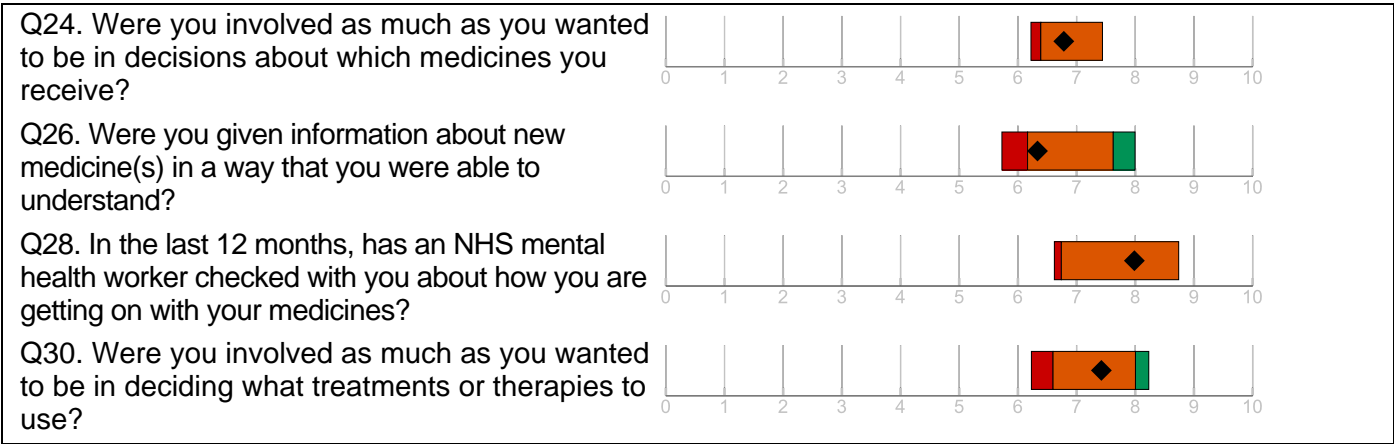 Q24. Were you involved as much as you wanted
to be in decisions about which medicines you
receive?
0 1 2 3 4 5 6 7 8 9 10
Q26. Were you given information about new
medicine(s) in a way that you were able to
understand?
0 1 2 3 4 5 6 7 8 9 10
Q28. In the last 12 months, has an NHS mental
health worker checked with you about how you are
getting on with your medicines?
0 1 2 3 4 5 6 7 8 9 10
Q30. Were you involved as much as you wanted
to be in deciding what treatments or therapies to
use?
0 1 2 3 4 5 6 7 8 9 10